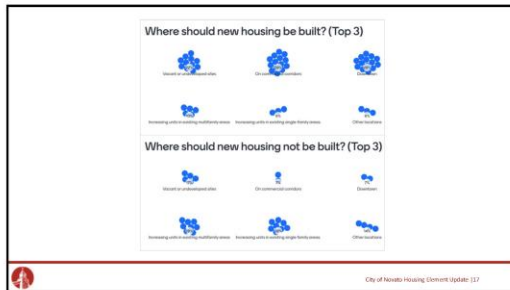 Where should new housing be built? (Top 3)
Vacant or undeveloped sites
On commercial corridors
Downtown
Increasing units in existing multifamily areas
Increasing units in existing single-family areas
Other locations
Where should new housing not be built? (Top 3)
Vacant or undeveloped sites
On commercial corridors
Downtown
Increasing units in existing multifamily areas
Increasing units in existing single-family areas
Other locations
City of Novato Housing Element Update |17